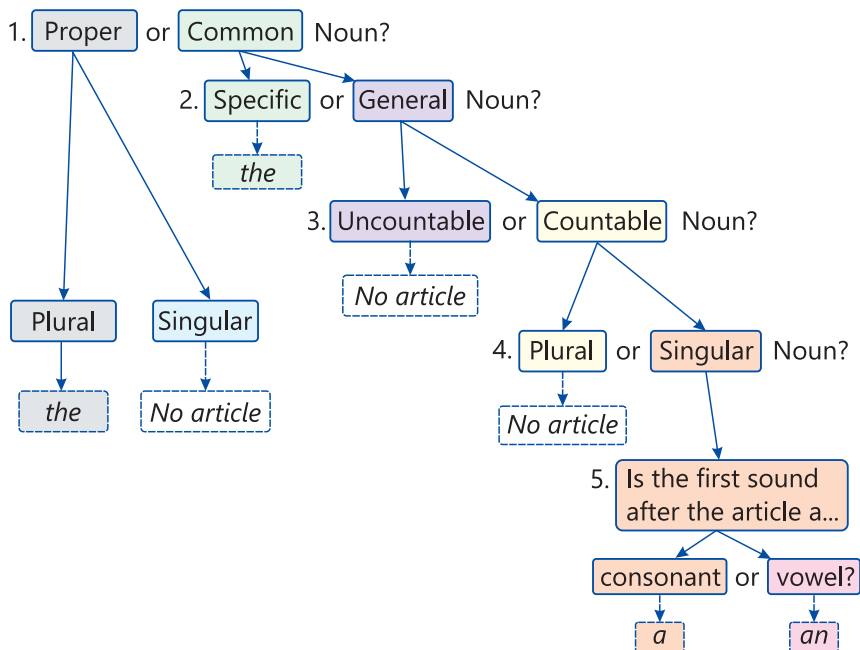 1. Proper or Common Noun?
2. Specific or General Noun?
the
3. Uncountable or Countable Noun?
No article
Plural Singular
4. Plural or Singular Noun?
the No article
No article
5. Is the first sound
after the article a...
consonant or vowel?
a an